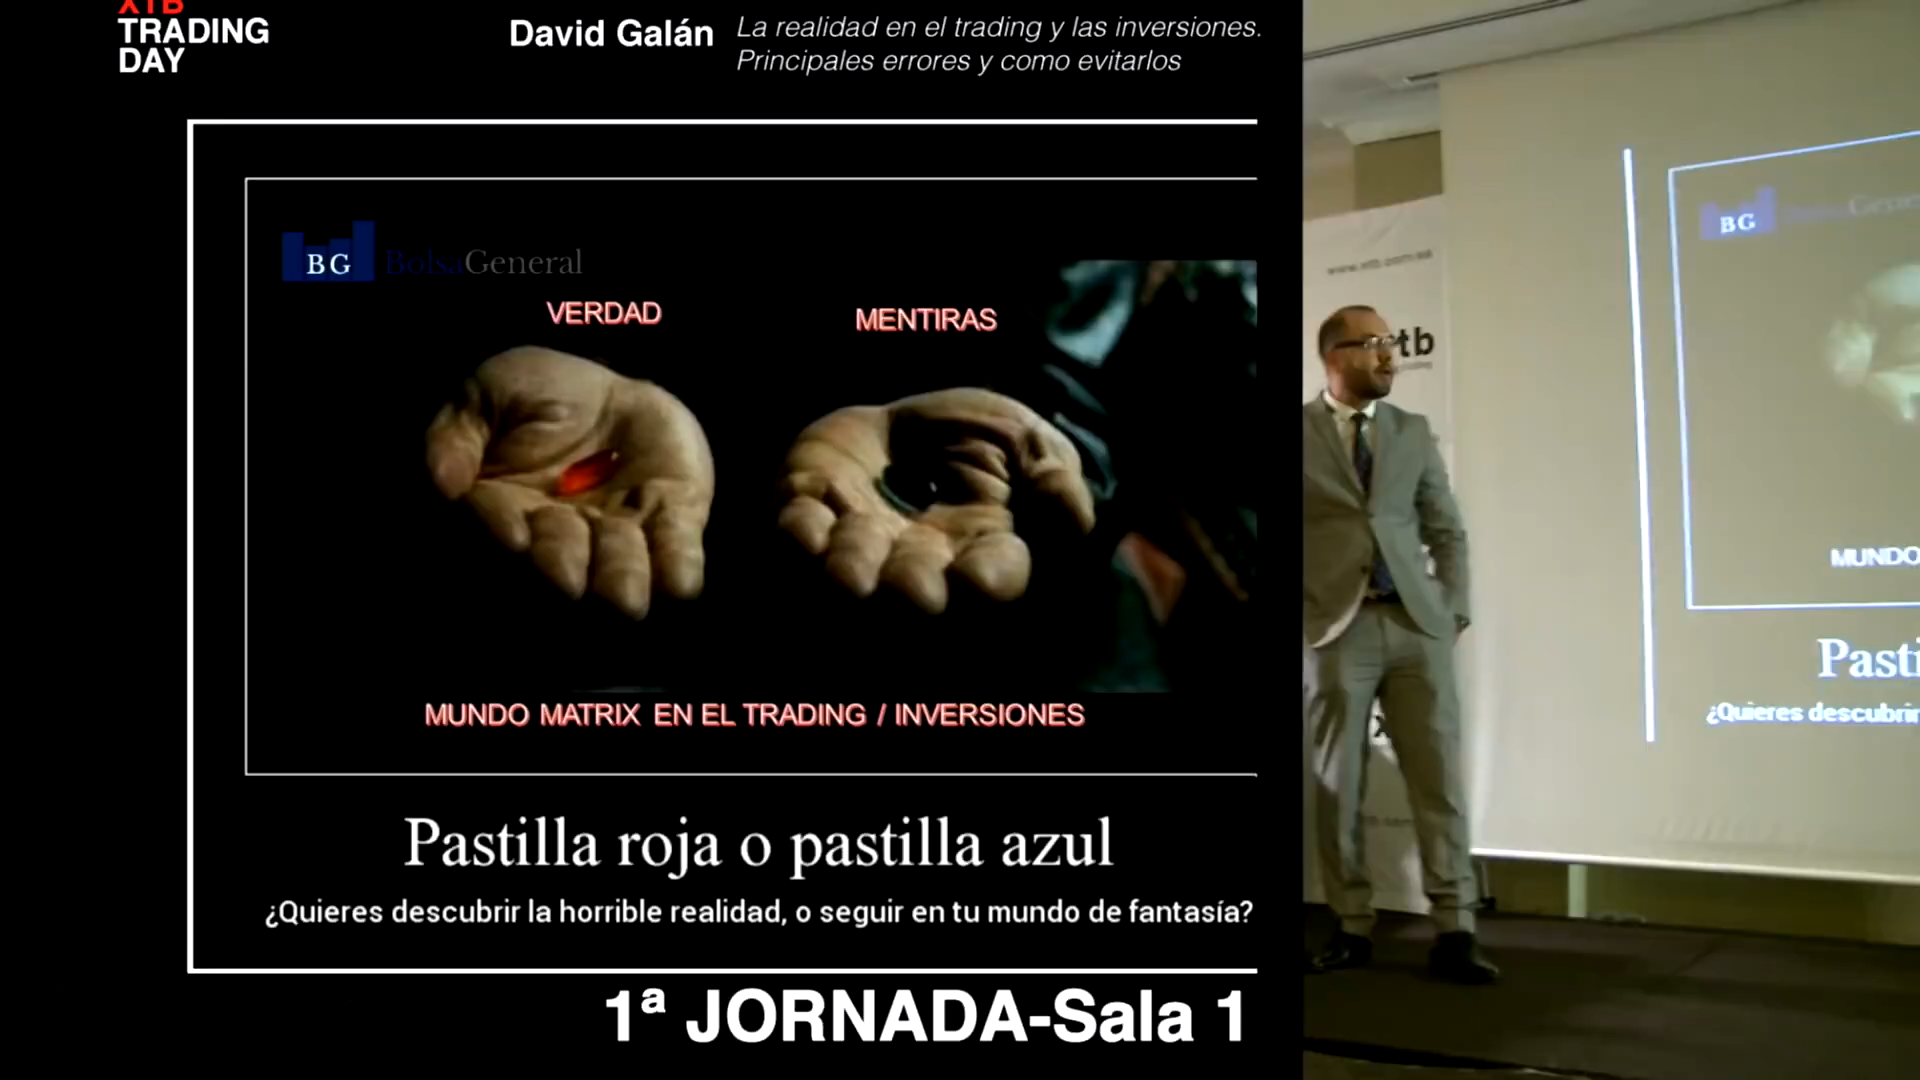 XTB
TRADING
DAY
David Galán
La realidad en el trading y las inversiones.
Principales errores y como evitarlos
BG BolsaGeneral
VERDAD
MENTIRAS
MUNDO MATRIX EN EL TRADING / INVERSIONES
Pastilla roja o pastilla azul
¿Quieres descubrir la horrible realidad, o seguir en tu mundo de fantasía?
1ª JORNADA-Sala 1
tb
BG
MUNDO
Pasti
¿Quieres descubrir